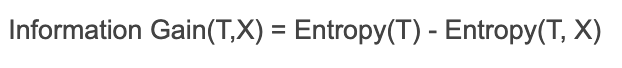 Information Gain(T,X) = Entropy(T) - Entropy(T, X)